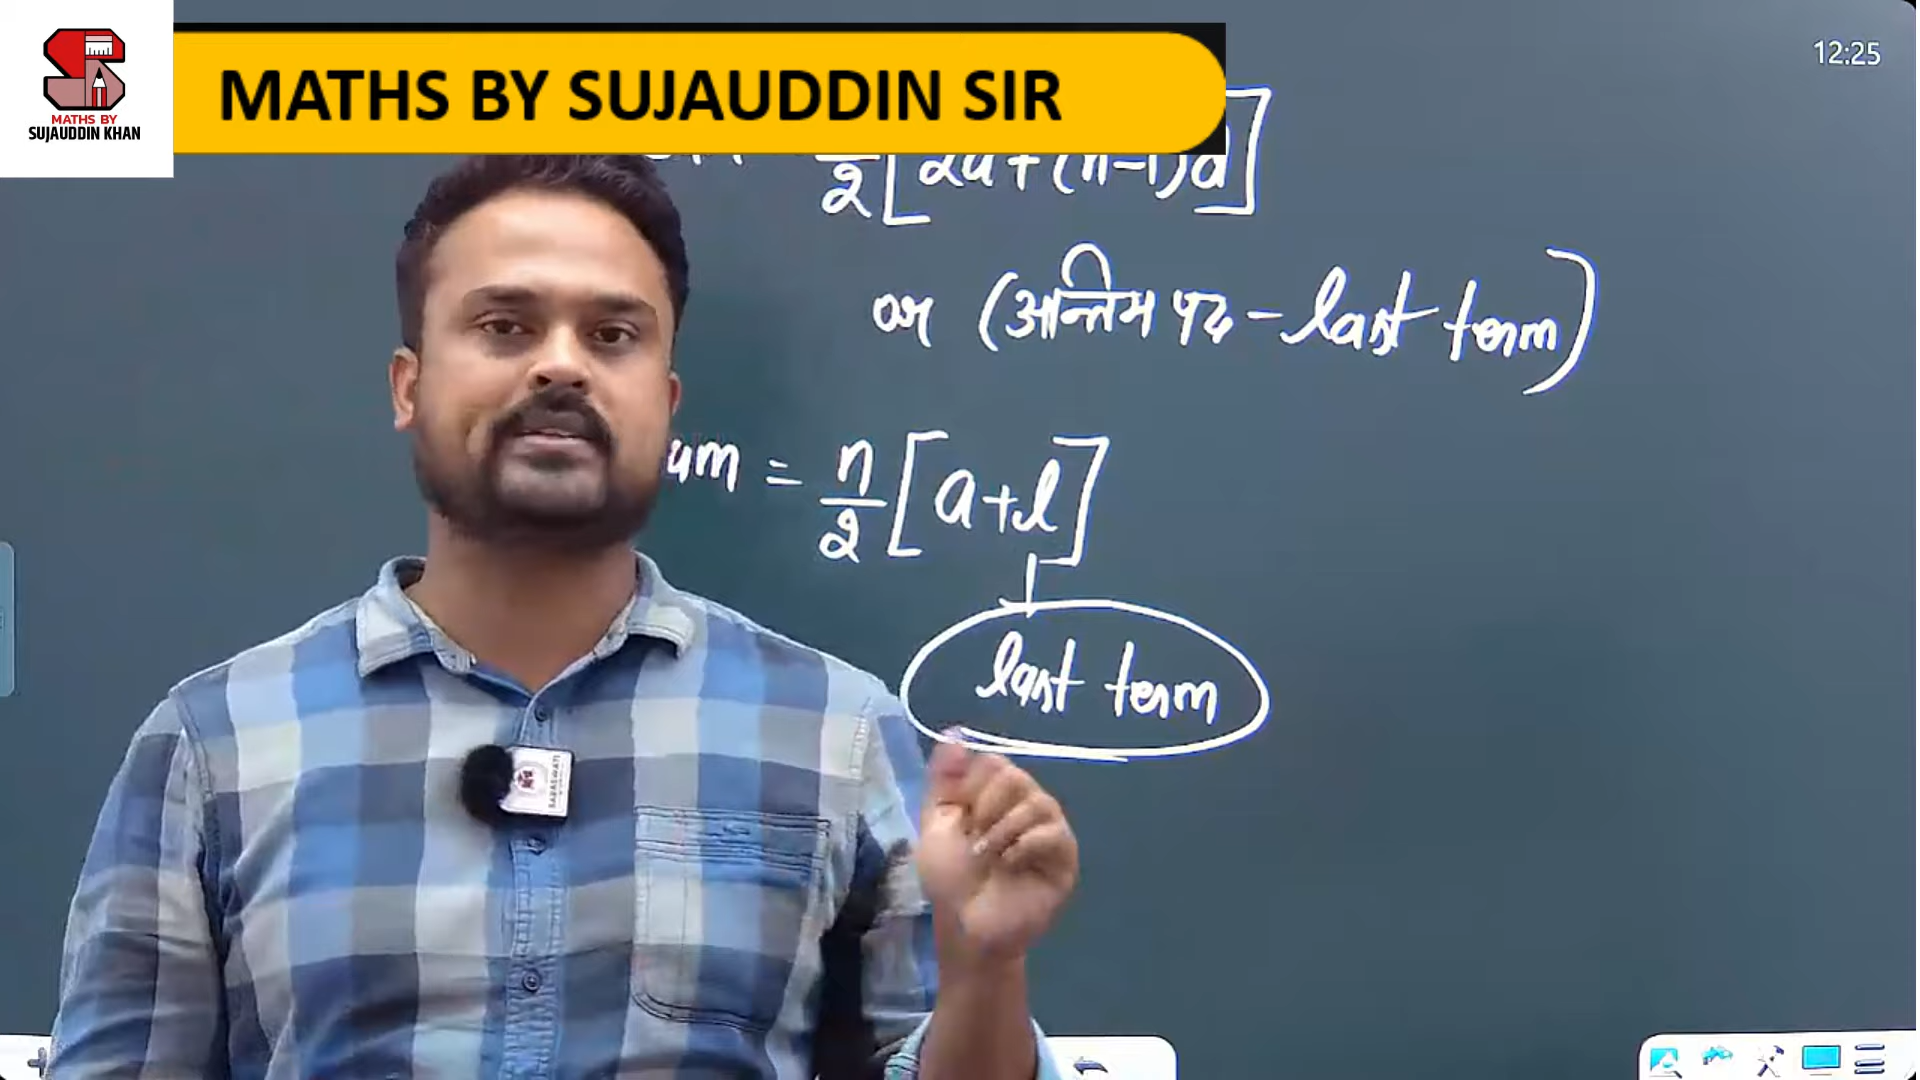 MATHS BY SUJAUDDIN SIR
12:25
MATHS BY
SUJAUDDIN KHAN
2 [2a + (n-1)d]
or (अन्तिम पद - last term)
um = n/2 [a+l]
last term
SARASWATI